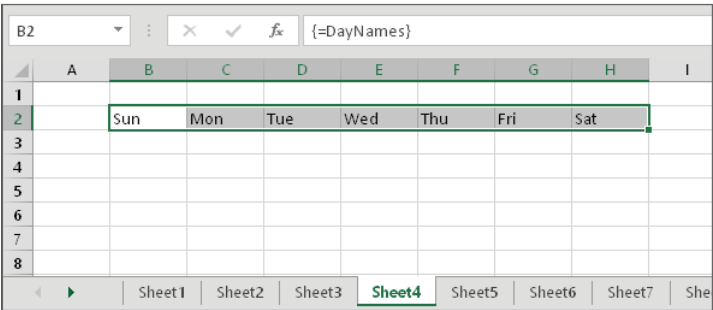 B2 fx {=DayNames}
A B C D E F G H I
1
2 Sun Mon Tue Wed Thu Fri Sat
3
4
5
6
7
8
Sheet1 Sheet2 Sheet3 Sheet4 Sheet5 Sheet6 Sheet7 She